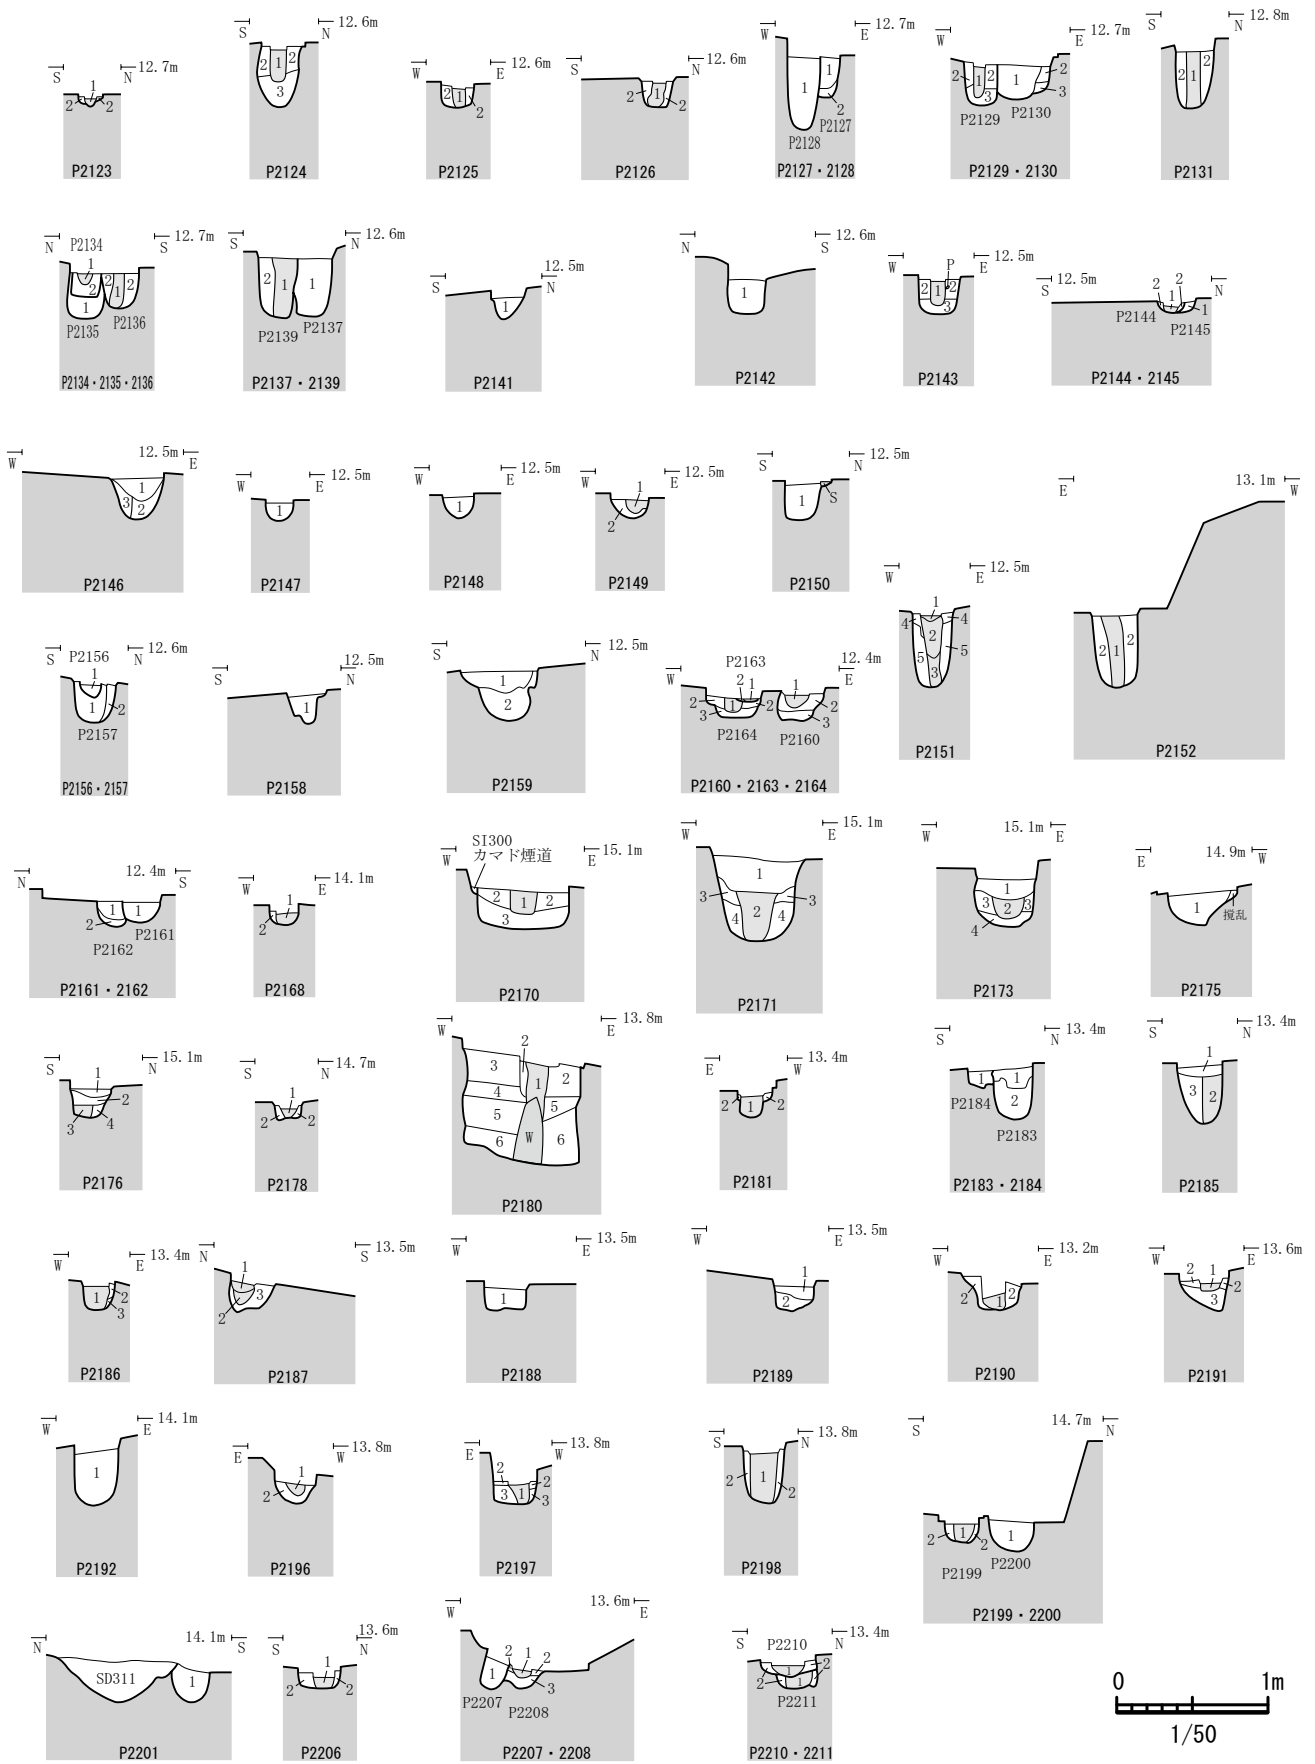 S 12.7m N 1 2 2 P2123
S 12.6m N 2 1 2 3 P2124
W 12.6m E 2 1 2 P2125
S 12.6m N 2 1 2 P2126
W 12.7m E 1 1 2 P2127 P2128 P2127・2128
W 12.7m E 2 1 2 3 1 2 3 P2129 P2130 P2129・2130
S 12.8m N 2 1 2 P2131
N 12.7m S P2134 1 2 1 2 1 2 P2135 P2136 P2134・2135・2136
S 12.6m N 2 1 1 P2139 P2137 P2137・2139
S 12.5m N 1 P2141
N 12.6m S 1 P2142
W 12.5m E P 2 1 2 3 P2143
12.5m S N 2 1 2 1 P2144 P2145 P2144・2145
W 12.5m E 1 3 2 P2146
W 12.5m E 1 P2147
W 12.5m E 1 P2148
W 12.5m E 1 2 P2149
S 12.5m N 1 S P2150
W 12.5m E 1 4 2 4 5 3 5 P2151
E 13.1m W 2 1 2 P2152
S 12.6m N P2156 1 1 2 P2157 P2156・2157
S 12.5m N 1 P2158
S 12.5m N 1 2 P2159
W 12.4m E P2163 2 1 1 2 1 2 2 3 3 P2164 P2160 P2160・2163・2164
N 12.4m S 1 1 2 P2162 P2161 P2161・2162
W 14.1m E 1 2 P2168
W 15.1m E SI300
カマド煙道
2 1 2 3 P2170
W 15.1m E 1 3 2 3 4 4 P2171
W 15.1m E 1 3 2 3 4 P2173
E 14.9m W 1 撹乱 P2175
S 15.1m N 1 2 3 4 P2176
S 14.7m N 1 2 2 P2178
W 13.8m E 2 3 1 2 4 5 5 6 W 6 P2180
E 13.4m W 2 1 2 P2181
S 13.4m N 1 1 2 P2184 P2183 P2183・2184
S 13.4m N 1 3 2 P2185
W 13.4m E 1 2 3 P2186
N 13.5m S 1 2 3 P2187
W 13.5m E 1 P2188
W 13.5m E 1 2 P2189
W 13.2m E 2 1 2 P2190
W 13.6m E 2 1 2 3 P2191
W 14.1m E 1 P2192
E 13.8m W 1 2 P2196
E 13.8m W 2 3 1 2 3 P2197
S 13.8m N 2 1 2 P2198
S 14.7m N 2 1 2 1 P2199 P2200 P2199・2200
N 14.1m S SD311 1 P2201
S 13.6m N 1 2 2 P2206
W 13.6m E 2 1 2 1 3 P2207 P2208 P2207・2208
S 13.4m N P2210 2 1 2 2 1 2 P2211 P2210・2211
0 1m
1/50